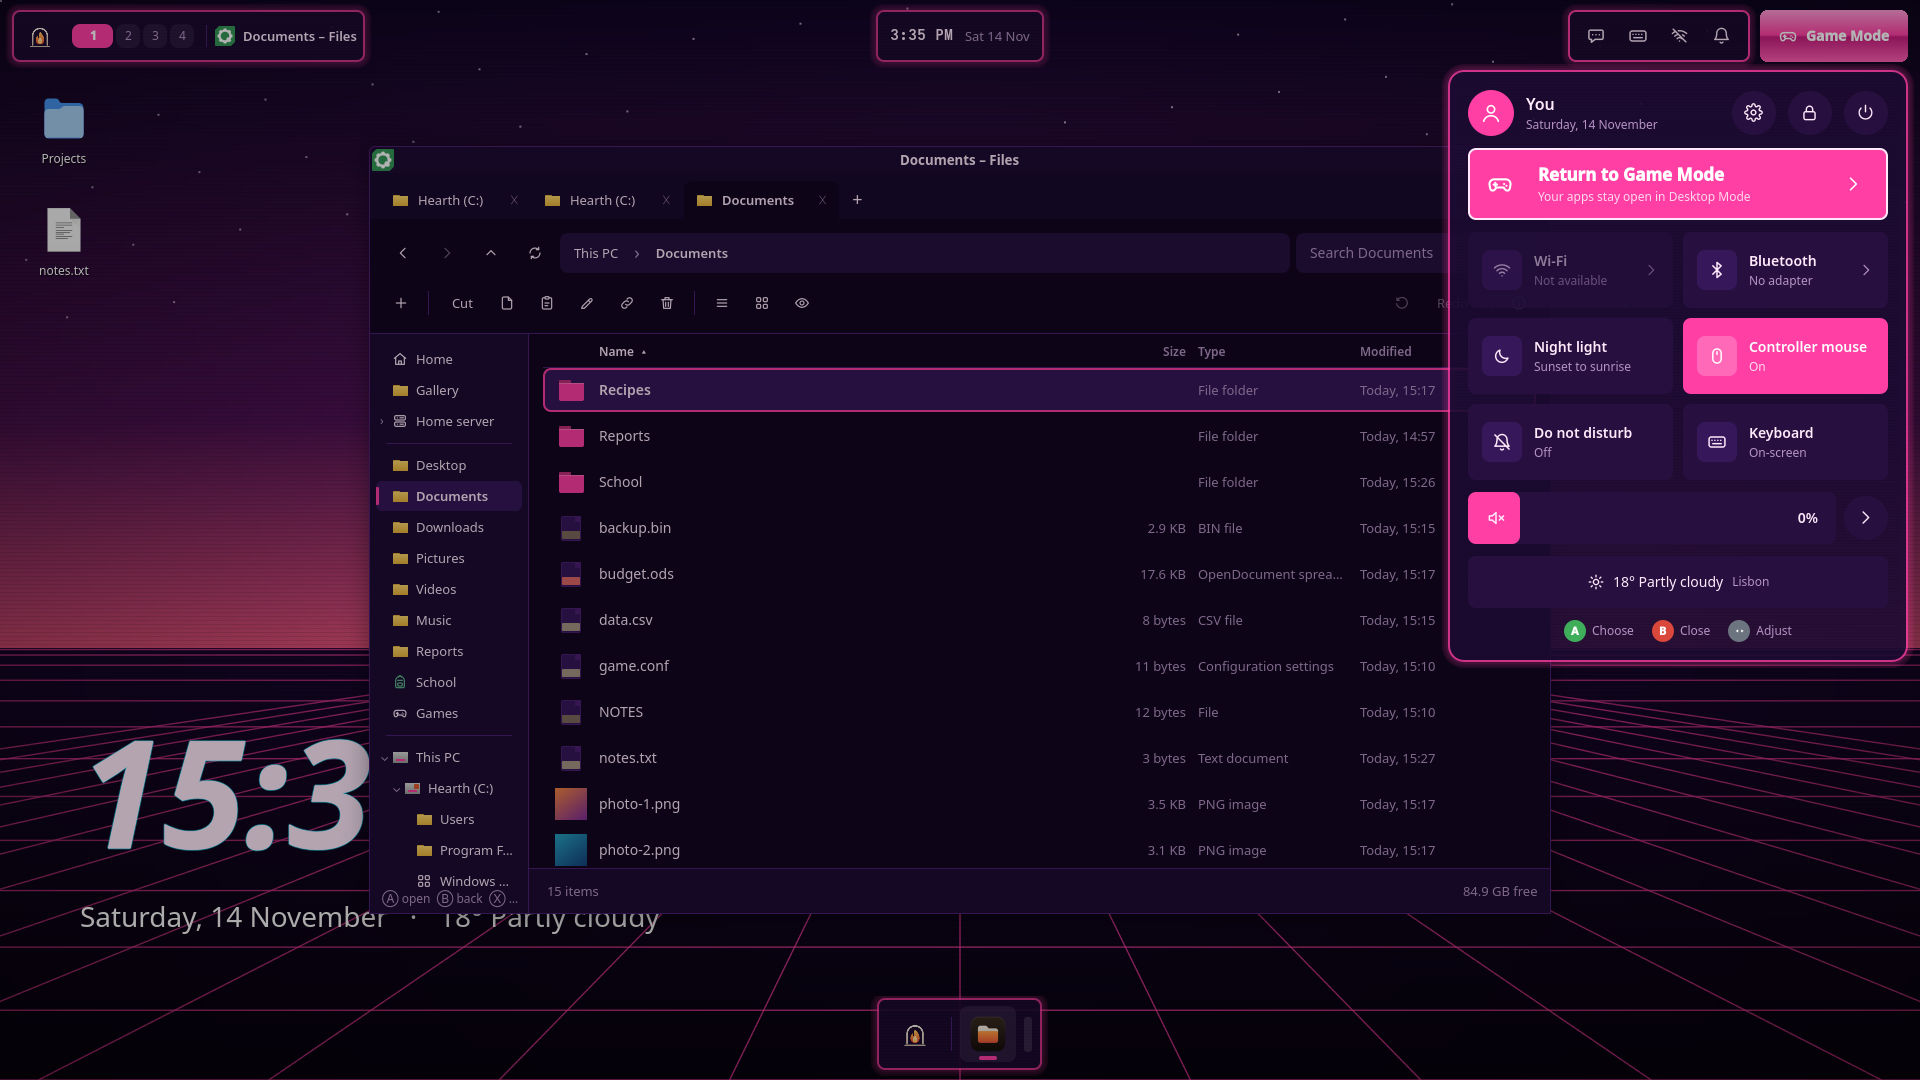 1 2 3 4 Documents – Files
3:35 PM Sat 14 Nov
Game Mode
Projects
notes.txt
Documents – Files
Hearth (C:) X Hearth (C:) X Documents X +
This PC › Documents
Search Documents
Cut
Name
Size Type Modified
Home
Gallery
Home server
Desktop
Documents
Downloads
Pictures
Videos
Music
Reports
School
Games
This PC
Hearth (C:)
Users
Program F...
Windows ...
A open B back X ...
Recipes File folder Today, 15:17
Reports File folder Today, 14:57
School File folder Today, 15:26
backup.bin 2.9 KB BIN file Today, 15:15
budget.ods 17.6 KB OpenDocument sprea... Today, 15:17
data.csv 8 bytes CSV file Today, 15:15
game.conf 11 bytes Configuration settings Today, 15:10
NOTES 12 bytes File Today, 15:10
notes.txt 3 bytes Text document Today, 15:27
photo-1.png 3.5 KB PNG image Today, 15:17
photo-2.png 3.1 KB PNG image Today, 15:17
15 items
84.9 GB free
You
Saturday, 14 November
Return to Game Mode
Your apps stay open in Desktop Mode
Wi-Fi
Not available
Bluetooth
No adapter
Night light
Sunset to sunrise
Controller mouse
On
Do not disturb
Off
Keyboard
On-screen
0%
18° Partly cloudy Lisbon
A Choose B Close Adjust
15:3
Saturday, 14 November · 18° Partly cloudy